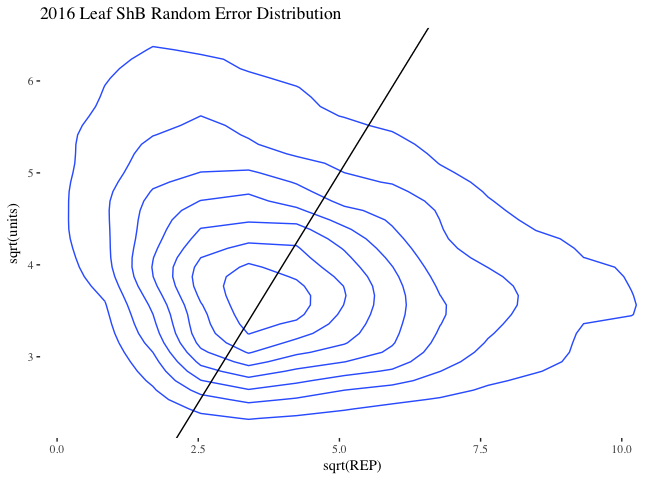 2016 Leaf ShB Random Error Distribution
sqrt(units)
6
5
4
3
0.0 2.5 5.0 7.5 10.0
sqrt(REP)